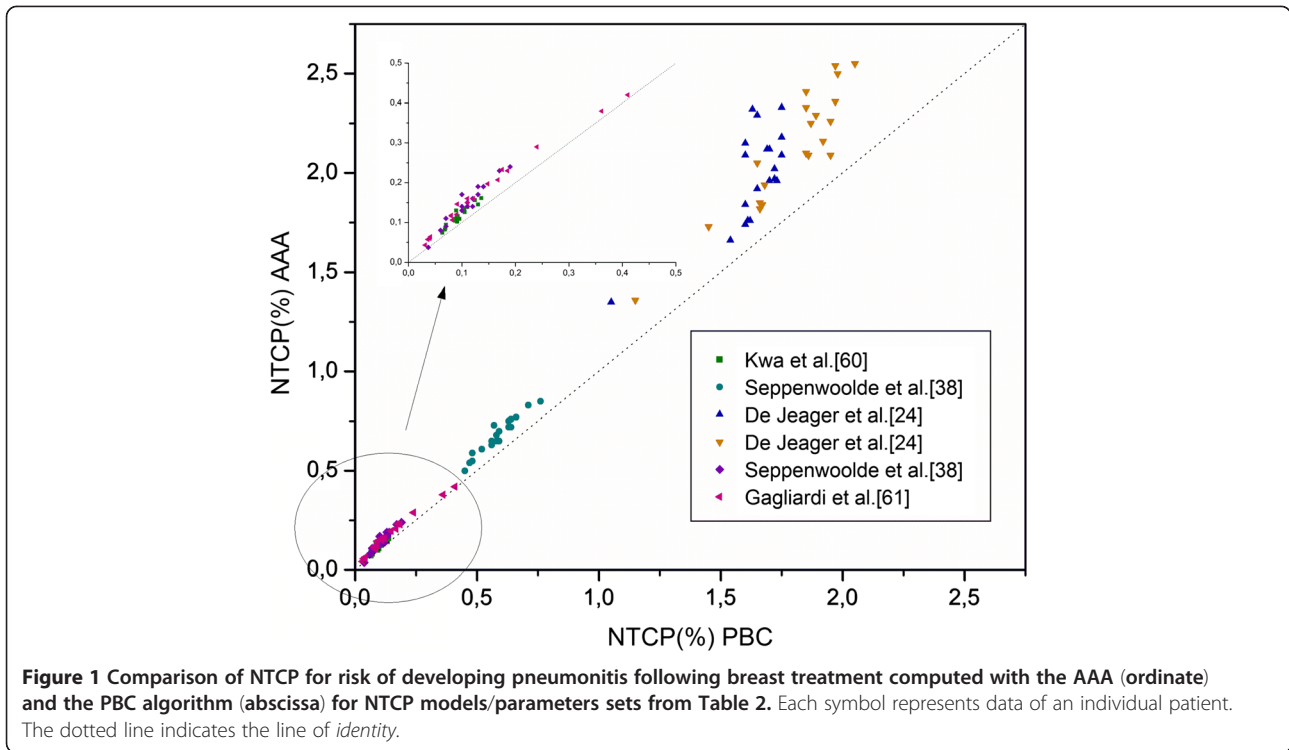 NTCP(%) AAA
2,5
2,0
1,5
1,0
0,5
0,0
0,5
0,4
0,3
0,2
0,1
0,0
0,0 0,1 0,2 0,3 0,4 0,5
Kwa et al.[60]
Seppenwoolde et al.[38]
De Jeager et al.[24]
De Jeager et al.[24]
Seppenwoolde et al.[38]
Gagliardi et al.[61]
0,0 0,5 1,0 1,5 2,0 2,5
NTCP(%) PBC
Figure 1 Comparison of NTCP for risk of developing pneumonitis following breast treatment computed with the AAA (ordinate)
and the PBC algorithm (abscissa) for NTCP models/parameters sets from Table 2. Each symbol represents data of an individual patient.
The dotted line indicates the line of identity.